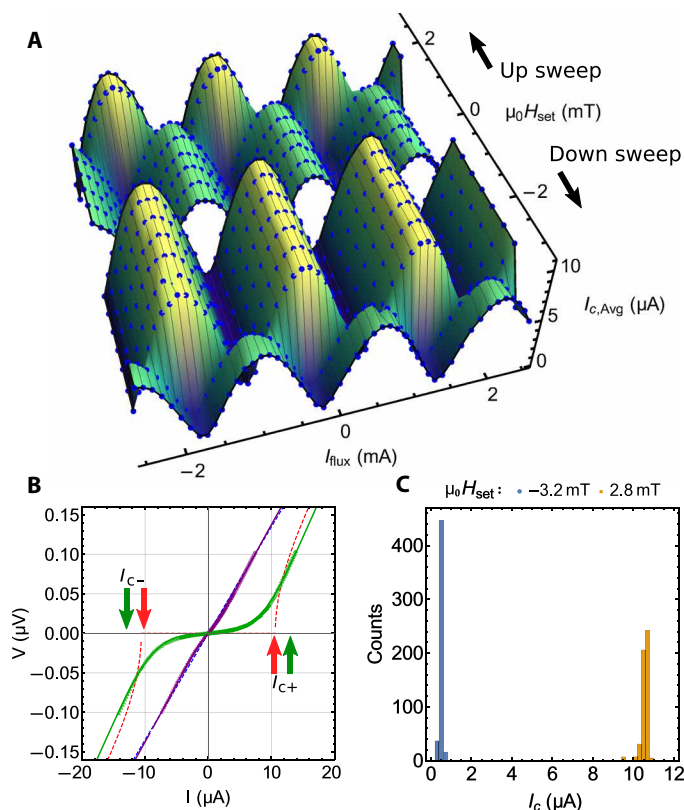 A
Up sweep
Down sweep
μ₀Hset (mT)
2
0
−2
10
5
0
Ic,Avg (μA)
−2
0
2
Iflux (mA)
B
0.15
0.10
0.05
0.00
−0.05
−0.10
−0.15
V (μV)
Ic−
Ic+
−20
−10
0
10
20
I (μA)
C
μ₀Hset : −3.2 mT 2.8 mT
400
300
200
100
0
Counts
0
2
4
6
8
10
12
Ic (μA)